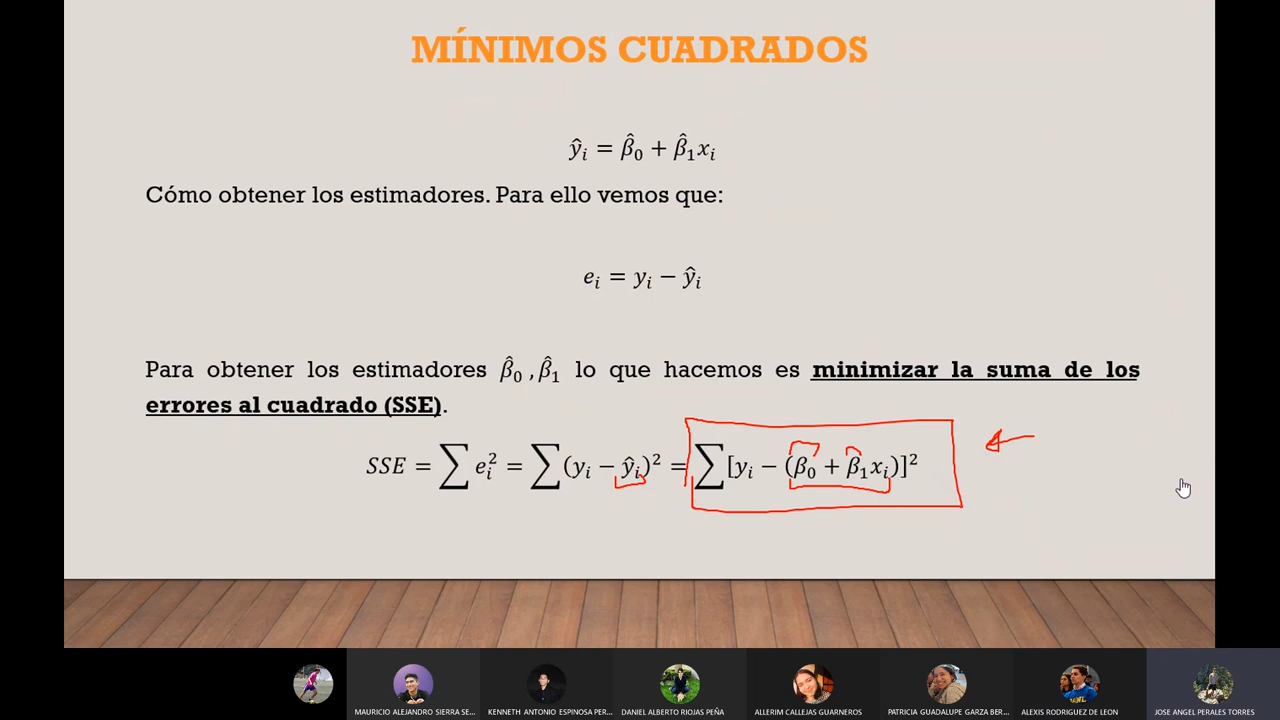 MÍNIMOS CUADRADOS
ŷᵢ = β̂₀ + β̂₁xᵢ
Cómo obtener los estimadores. Para ello vemos que:
eᵢ = yᵢ − ŷᵢ
Para obtener los estimadores β̂₀ , β̂₁ lo que hacemos es minimizar la suma de los
errores al cuadrado (SSE).
SSE = ∑ eᵢ² = ∑(yᵢ − ŷᵢ)² = ∑[yᵢ − (β₀ + β₁xᵢ)]²
MAURICIO ALEJANDRO SIERRA SE...
KENNETH ANTONIO ESPINOSA PER...
DANIEL ALBERTO RIOJAS PEÑA
ALLERIM CALLEJAS GUARNEROS
PATRICIA GUADALUPE GARZA BER...
ALEXIS RODRIGUEZ DE LEON
JOSE ANGEL PERALES TORRES